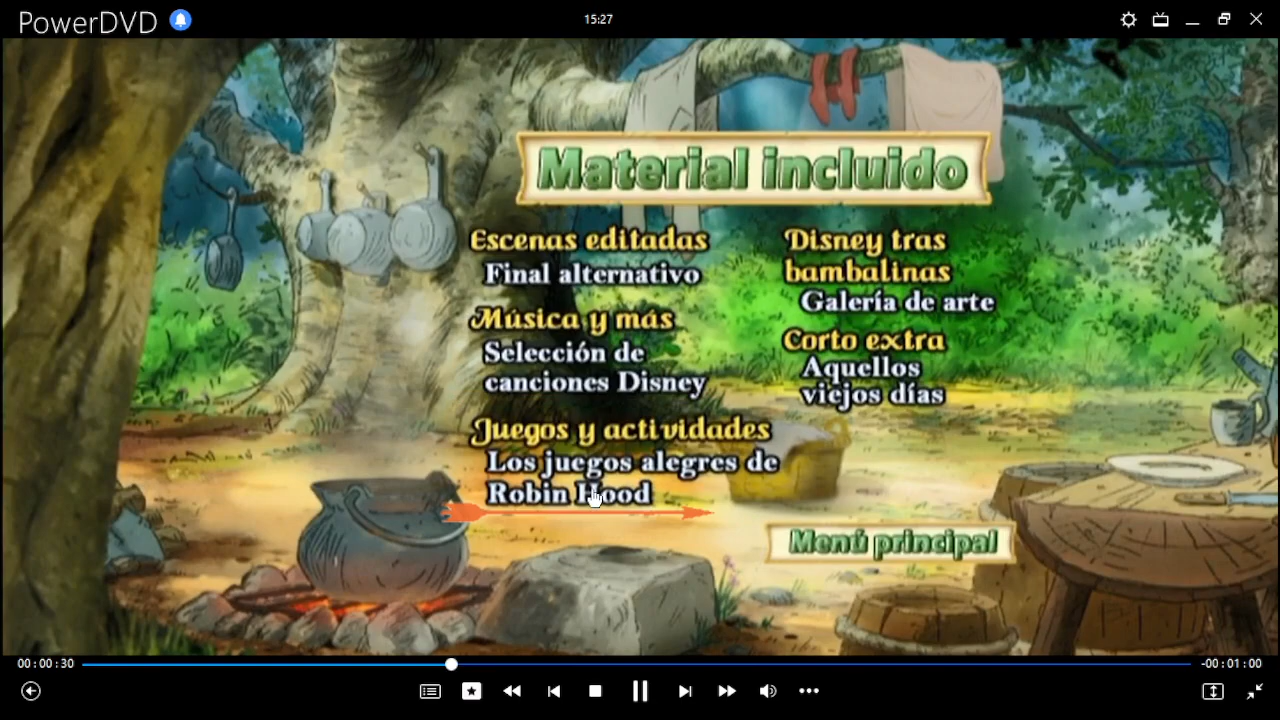 PowerDVD
15:27
Material incluido
Escenas editadas
Final alternativo
Música y más
Selección de
canciones Disney
Juegos y actividades
Los juegos alegres de
Robin Hood
Disney tras
bambalinas
Galería de arte
Corto extra
Aquellos
viejos días
Menú principal
00:00:30
-00:01:00